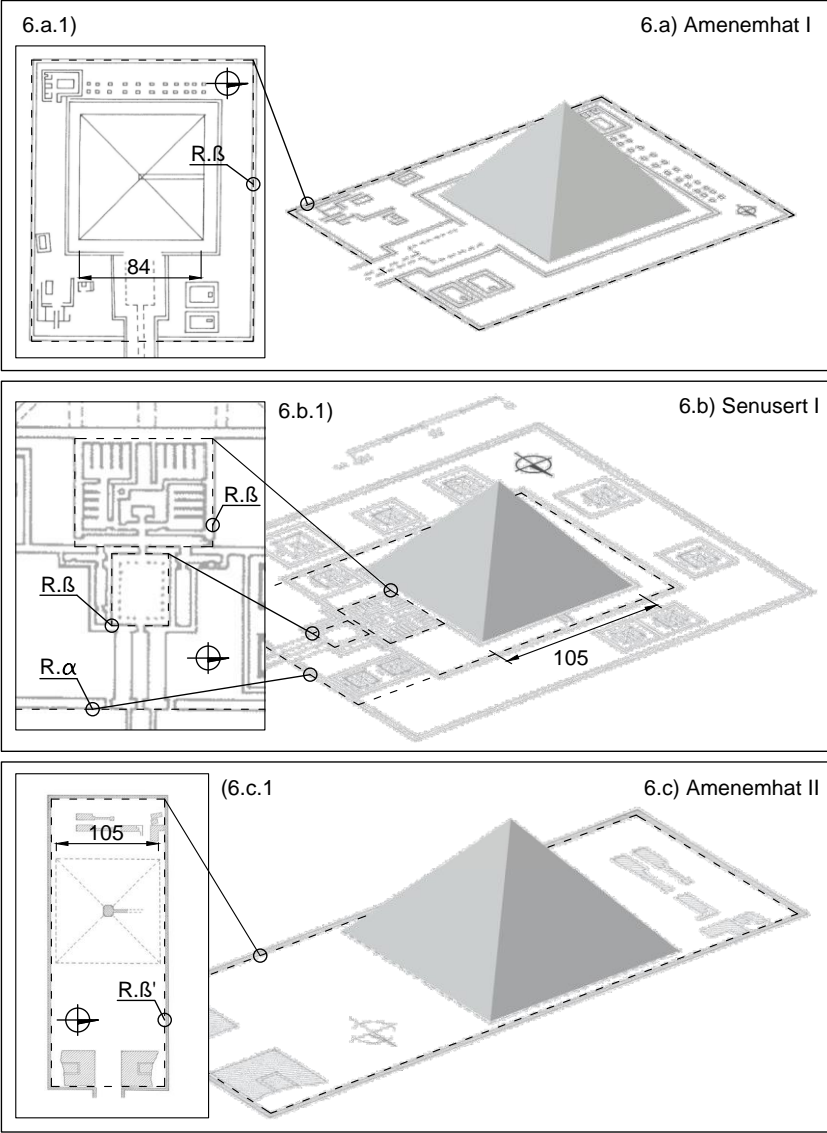 6.a.1)
6.a) Amenemhat I
R.ß
84
6.b.1)
6.b) Senusert I
R.ß
R.ß
R.α
105
(6.c.1
6.c) Amenemhat II
105
R.ß'